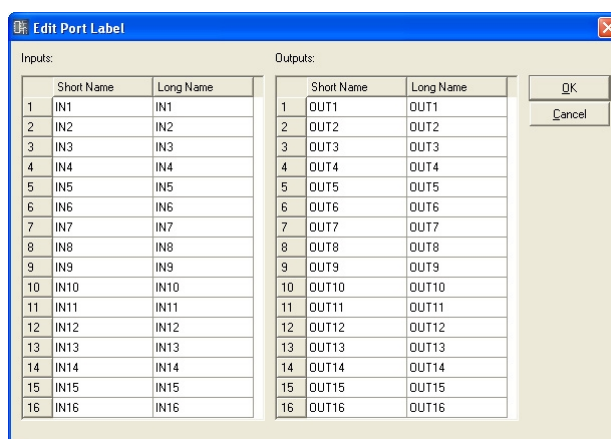 Edit Port Label
Inputs: Outputs:
Short Name Long Name Short Name Long Name OK
1 IN1 IN1 1 OUT1 OUT1
Cancel
2 IN2 IN2 2 OUT2 OUT2
3 IN3 IN3 3 OUT3 OUT3
4 IN4 IN4 4 OUT4 OUT4
5 IN5 IN5 5 OUT5 OUT5
6 IN6 IN6 6 OUT6 OUT6
7 IN7 IN7 7 OUT7 OUT7
8 IN8 IN8 8 OUT8 OUT8
9 IN9 IN9 9 OUT9 OUT9
10 IN10 IN10 10 OUT10 OUT10
11 IN11 IN11 11 OUT11 OUT11
12 IN12 IN12 12 OUT12 OUT12
13 IN13 IN13 13 OUT13 OUT13
14 IN14 IN14 14 OUT14 OUT14
15 IN15 IN15 15 OUT15 OUT15
16 IN16 IN16 16 OUT16 OUT16